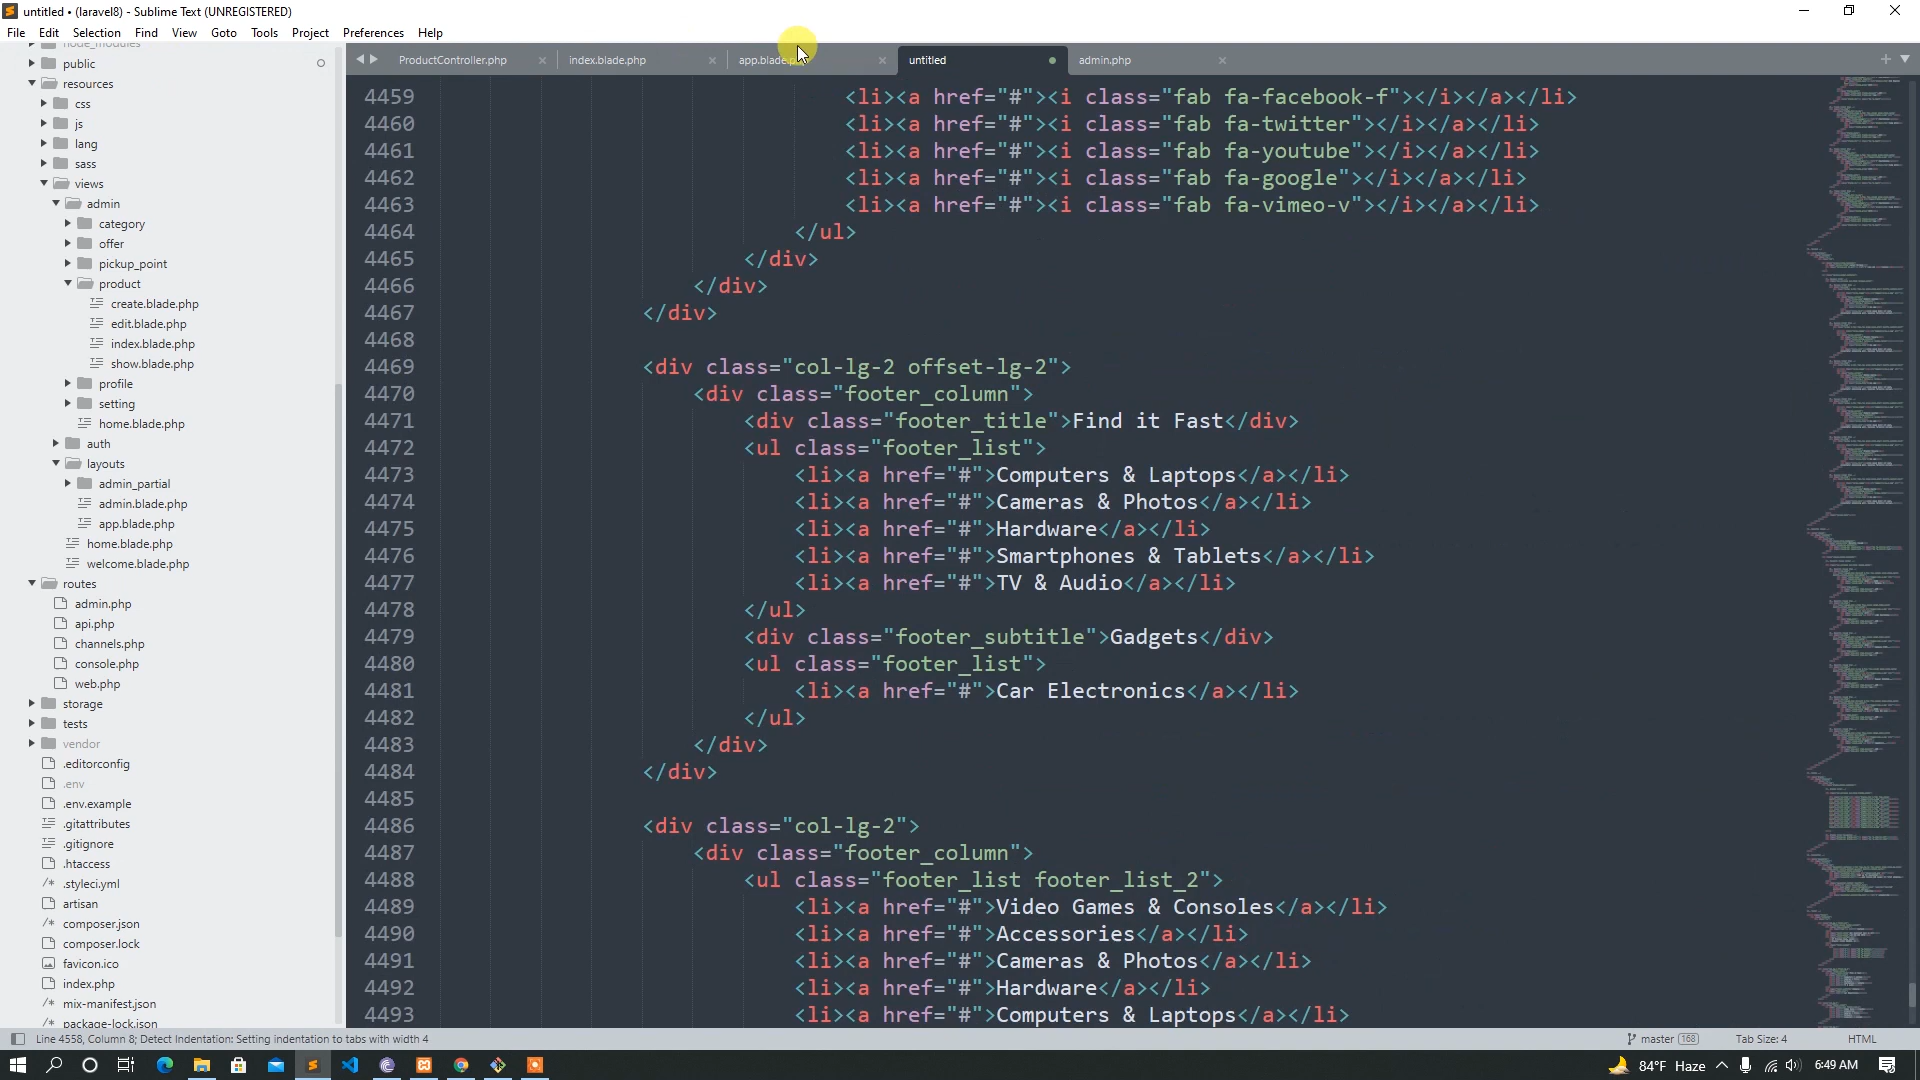 untitled • (laravel8) - Sublime Text (UNREGISTERED)
File Edit Selection Find View Goto Tools Project Preferences Help
node_modules
public
resources
css
js
lang
sass
views
admin
category
offer
pickup_point
product
create.blade.php
edit.blade.php
index.blade.php
show.blade.php
profile
setting
home.blade.php
auth
layouts
admin_partial
admin.blade.php
app.blade.php
home.blade.php
welcome.blade.php
routes
admin.php
api.php
channels.php
console.php
web.php
storage
tests
vendor
.editorconfig
.env
.env.example
.gitattributes
.gitignore
.htaccess
.styleci.yml
artisan
composer.json
composer.lock
favicon.ico
index.php
mix-manifest.json
package-lock.json
ProductController.php index.blade.php app.blade.p untitled admin.php
4459 <li><a href="#"><i class="fab fa-facebook-f"></i></a></li>
4460 <li><a href="#"><i class="fab fa-twitter"></i></a></li>
4461 <li><a href="#"><i class="fab fa-youtube"></i></a></li>
4462 <li><a href="#"><i class="fab fa-google"></i></a></li>
4463 <li><a href="#"><i class="fab fa-vimeo-v"></i></a></li>
4464 </ul>
4465 </div>
4466 </div>
4467 </div>
4468
4469 <div class="col-lg-2 offset-lg-2">
4470 <div class="footer_column">
4471 <div class="footer_title">Find it Fast</div>
4472 <ul class="footer_list">
4473 <li><a href="#">Computers & Laptops</a></li>
4474 <li><a href="#">Cameras & Photos</a></li>
4475 <li><a href="#">Hardware</a></li>
4476 <li><a href="#">Smartphones & Tablets</a></li>
4477 <li><a href="#">TV & Audio</a></li>
4478 </ul>
4479 <div class="footer_subtitle">Gadgets</div>
4480 <ul class="footer_list">
4481 <li><a href="#">Car Electronics</a></li>
4482 </ul>
4483 </div>
4484 </div>
4485
4486 <div class="col-lg-2">
4487 <div class="footer_column">
4488 <ul class="footer_list footer_list_2">
4489 <li><a href="#">Video Games & Consoles</a></li>
4490 <li><a href="#">Accessories</a></li>
4491 <li><a href="#">Cameras & Photos</a></li>
4492 <li><a href="#">Hardware</a></li>
4493 <li><a href="#">Computers & Laptops</a></li>
Line 4558, Column 8; Detect Indentation: Setting indentation to tabs with width 4 master 168 Tab Size: 4 HTML
84°F Haze 6:49 AM